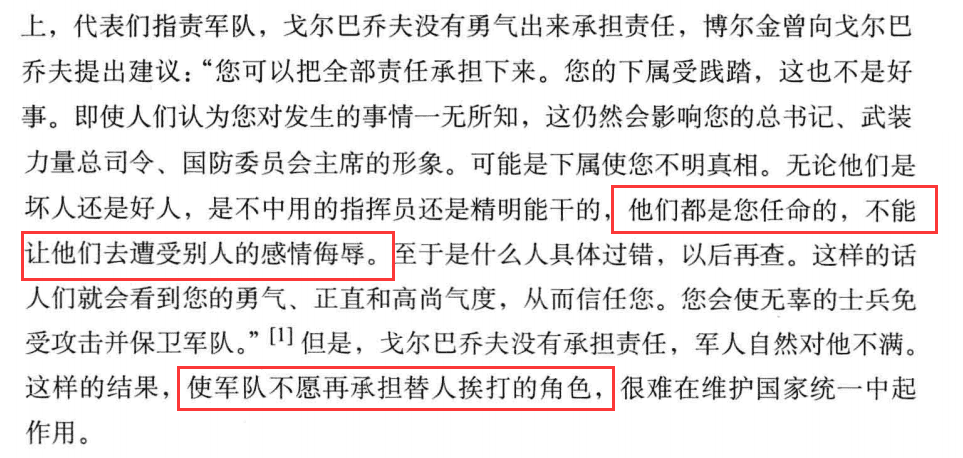 上，代表们指责军队，戈尔巴乔夫没有勇气出来承担责任，博尔金曾向戈尔巴
乔夫提出建议：“您可以把全部责任承担下来。您的下属受践踏，这也不是好
事。即使人们认为您对发生的事情一无所知，这仍然会影响您的总书记、武装
力量总司令、国防委员会主席的形象。可能是下属使您不明真相。无论他们是
坏人还是好人，是不中用的指挥员还是精明能干的，他们都是您任命的，不能
让他们去遭受别人的感情侮辱。至于是什么人具体过错，以后再查。这样的话
人们就会看到您的勇气、正直和高尚气度，从而信任您。您会使无辜的士兵免
受攻击并保卫军队。”[1]但是，戈尔巴乔夫没有承担责任，军人自然对他不满。
这样的结果，使军队不愿再承担替人挨打的角色，很难在维护国家统一中起
作用。